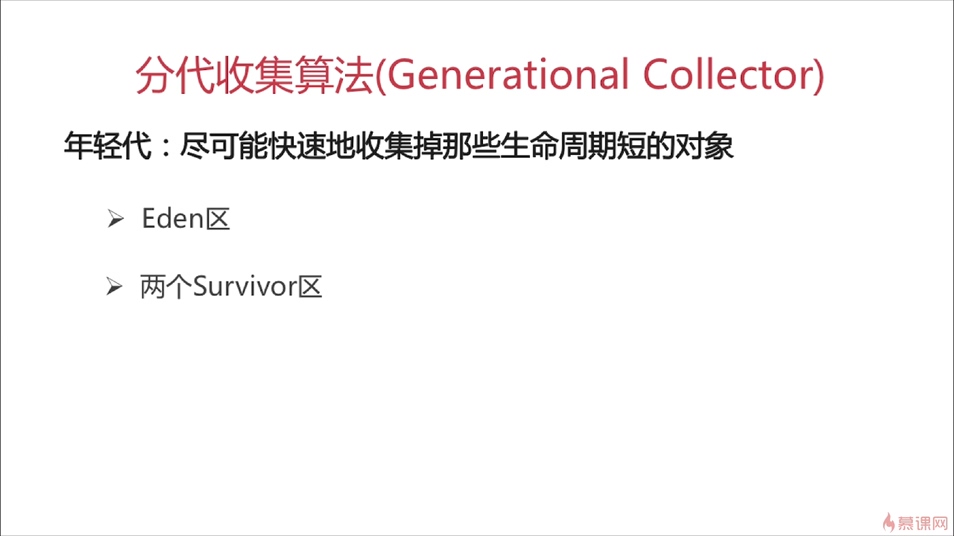 分代收集算法(Generational Collector)
年轻代：尽可能快速地收集掉那些生命周期短的对象
Eden区
两个Survivor区
慕课网